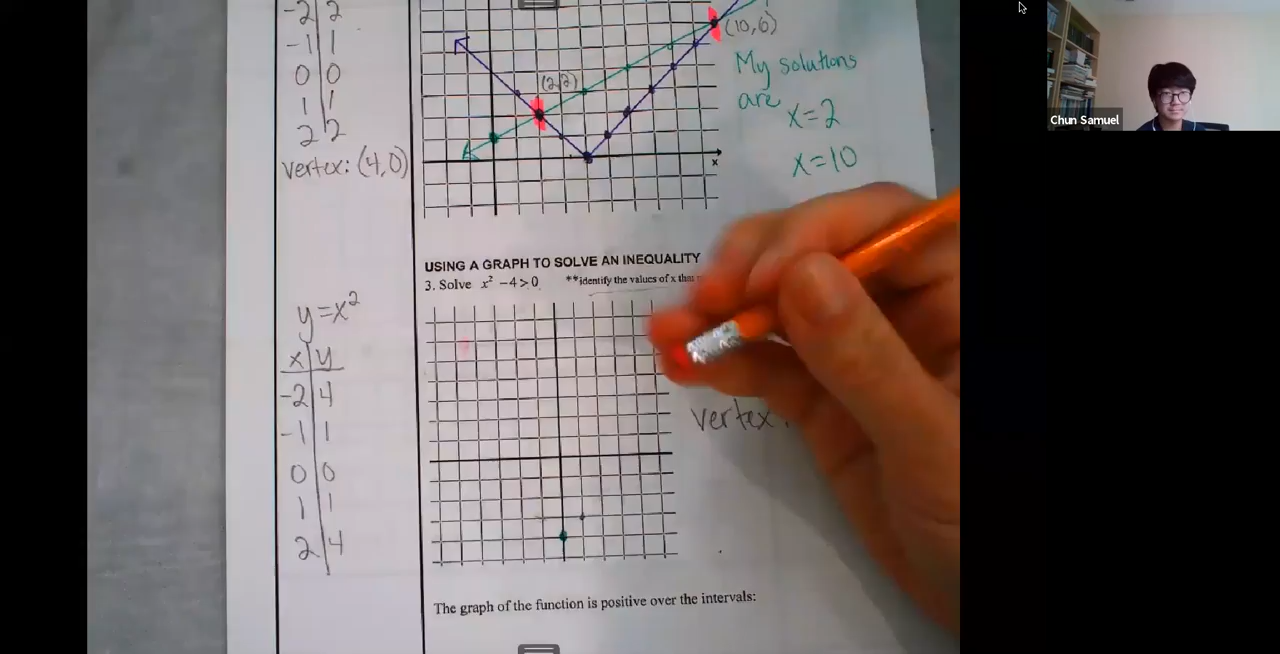 -2 2
-1 1
0 0
1 1
2 2
vertex: (4,0)
(2,2)
(10,6)
x
My solutions
are
x=2
x=10
Chun Samuel
USING A GRAPH TO SOLVE AN INEQUALITY
3. Solve x² -4>0 **identify the values of x that
y=x²
x y
-2 4
-1 1
0 0
1 1
2 4
vertex:
The graph of the function is positive over the intervals: